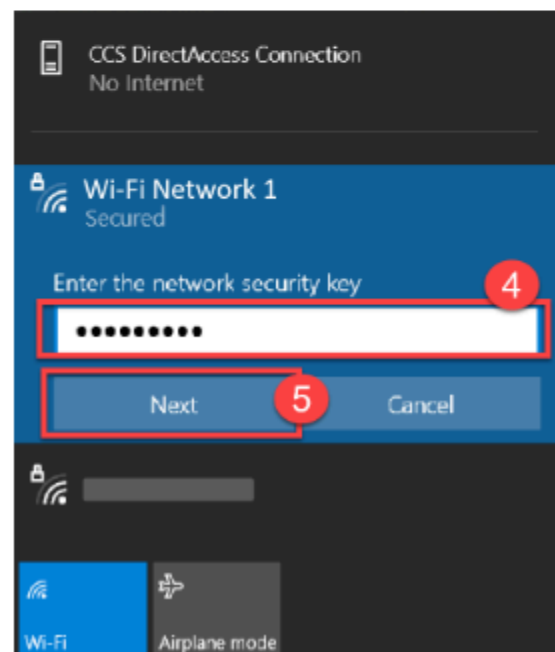 CCS DirectAccess Connection
No Internet
Wi-Fi Network 1
Secured
Enter the network security key
4
•••••••••
Next
5
Cancel
Wi-Fi
Airplane mode